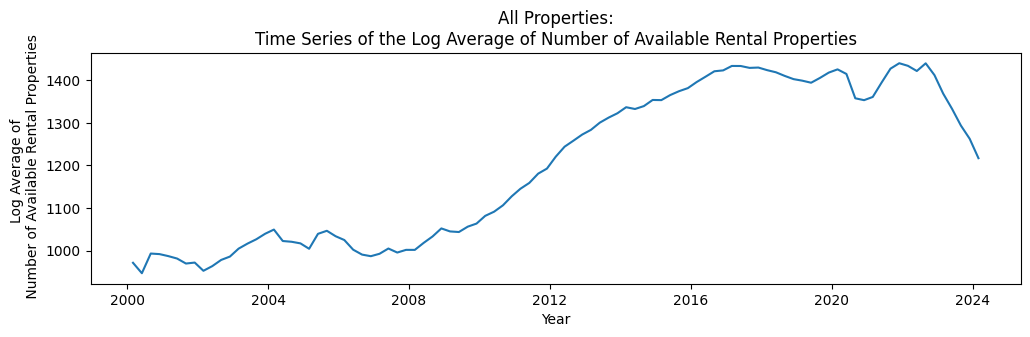 All Properties:
Time Series of the Log Average of Number of Available Rental Properties
Log Average of
Number of Available Rental Properties
1400
1300
1200
1100
1000
2000 2004 2008 2012 2016 2020 2024
Year